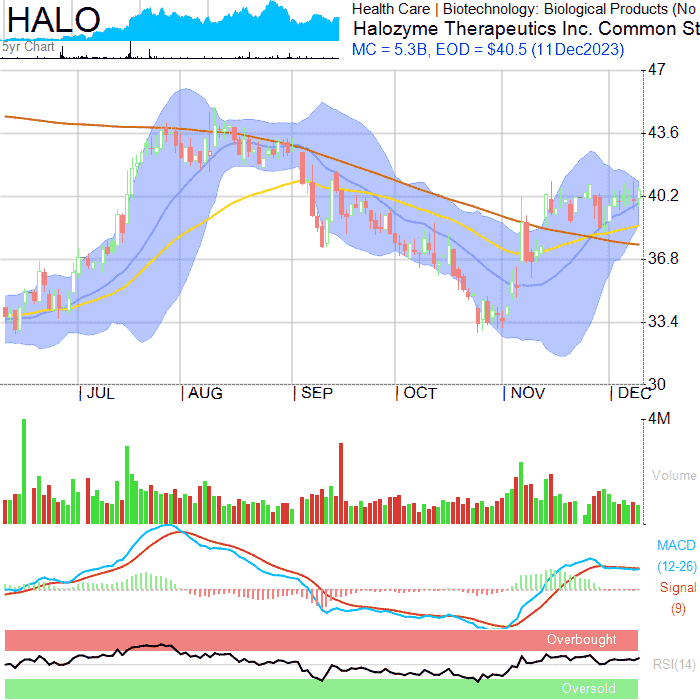 HALO
5yr Chart
Health Care | Biotechnology: Biological Products (No
Halozyme Therapeutics Inc. Common St
MC = 5.3B, EOD = $40.5 (11Dec2023)
47
43.6
40.2
36.8
33.4
30
JUL AUG SEP OCT NOV DEC
4M
Volume
MACD
(12-26)
Signal
(9)
Overbought
RSI(14)
Oversold